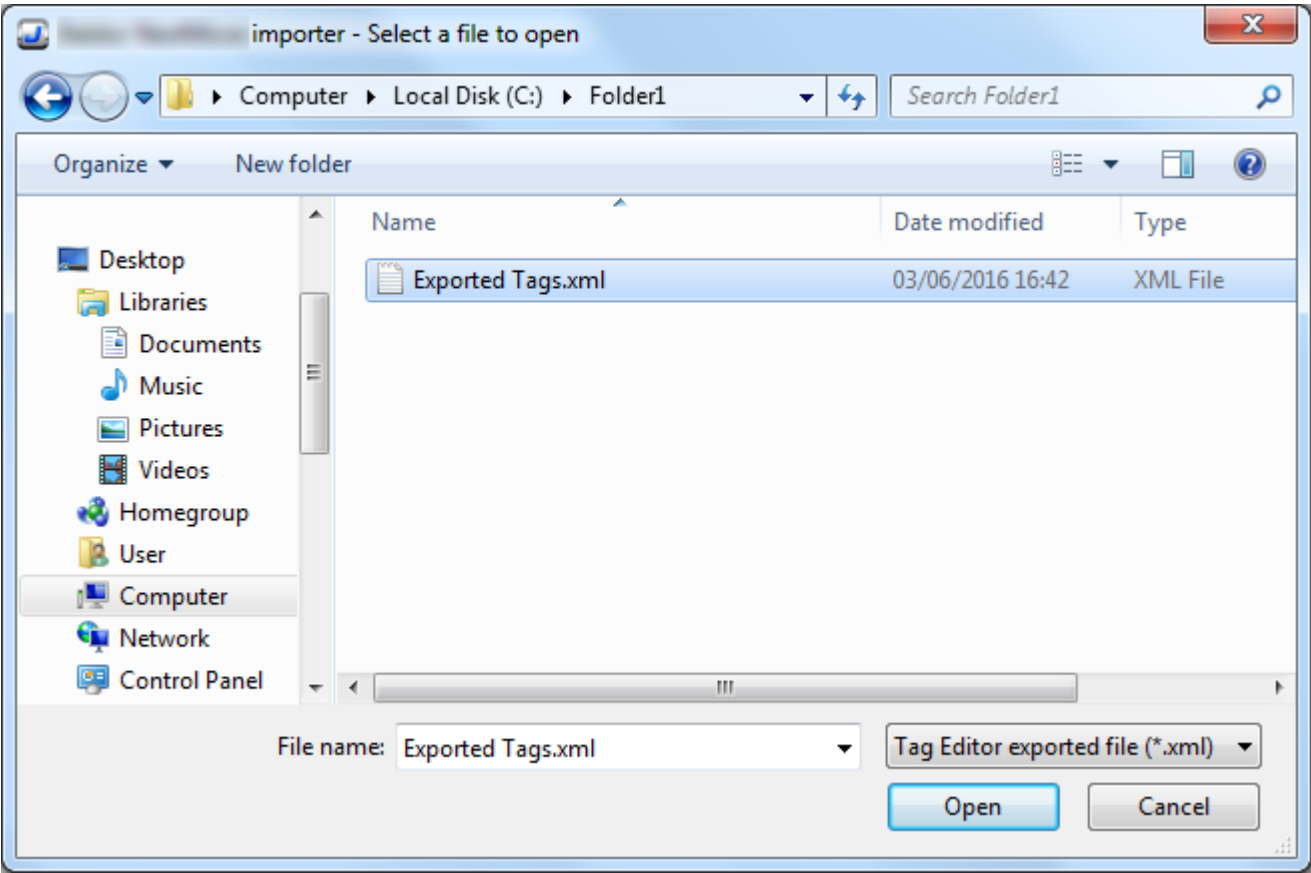 importer - Select a file to open
Computer Local Disk (C:) Folder1 Search Folder1
Organize New folder
Name Date modified Type
Desktop
Exported Tags.xml 03/06/2016 16:42 XML File
Libraries
Documents
Music
Pictures
Videos
Homegroup
User
Computer
Network
Control Panel
File name: Exported Tags.xml Tag Editor exported file (*.xml)
Open Cancel